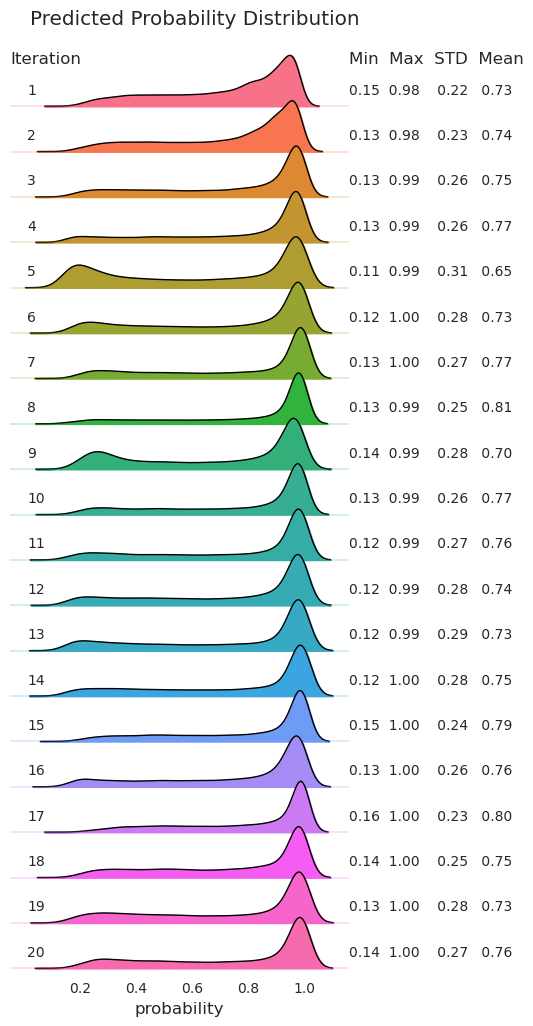 Predicted Probability Distribution
Iteration Min Max STD Mean
1 0.15 0.98 0.22 0.73
2 0.13 0.98 0.23 0.74
3 0.13 0.99 0.26 0.75
4 0.13 0.99 0.26 0.77
5 0.11 0.99 0.31 0.65
6 0.12 1.00 0.28 0.73
7 0.13 1.00 0.27 0.77
8 0.13 0.99 0.25 0.81
9 0.14 0.99 0.28 0.70
10 0.13 0.99 0.26 0.77
11 0.12 0.99 0.27 0.76
12 0.12 0.99 0.28 0.74
13 0.12 0.99 0.29 0.73
14 0.12 1.00 0.28 0.75
15 0.15 1.00 0.24 0.79
16 0.13 1.00 0.26 0.76
17 0.16 1.00 0.23 0.80
18 0.14 1.00 0.25 0.75
19 0.13 1.00 0.28 0.73
20 0.14 1.00 0.27 0.76
0.2 0.4 0.6 0.8 1.0
probability